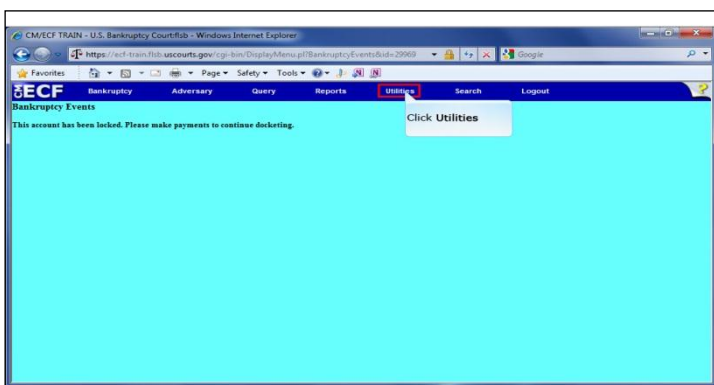 CM/ECF TRAIN - U.S. Bankruptcy Court:flsb - Windows Internet Explorer
https://ecf-train.flsb.uscourts.gov/cgi-bin/DisplayMenu.pl?BankruptcyEvents&id=29969 Google
Favorites Page Safety Tools
ECF Bankruptcy Adversary Query Reports Utilities Search Logout ?
Bankruptcy Events
This account has been locked. Please make payments to continue docketing.
Click Utilities